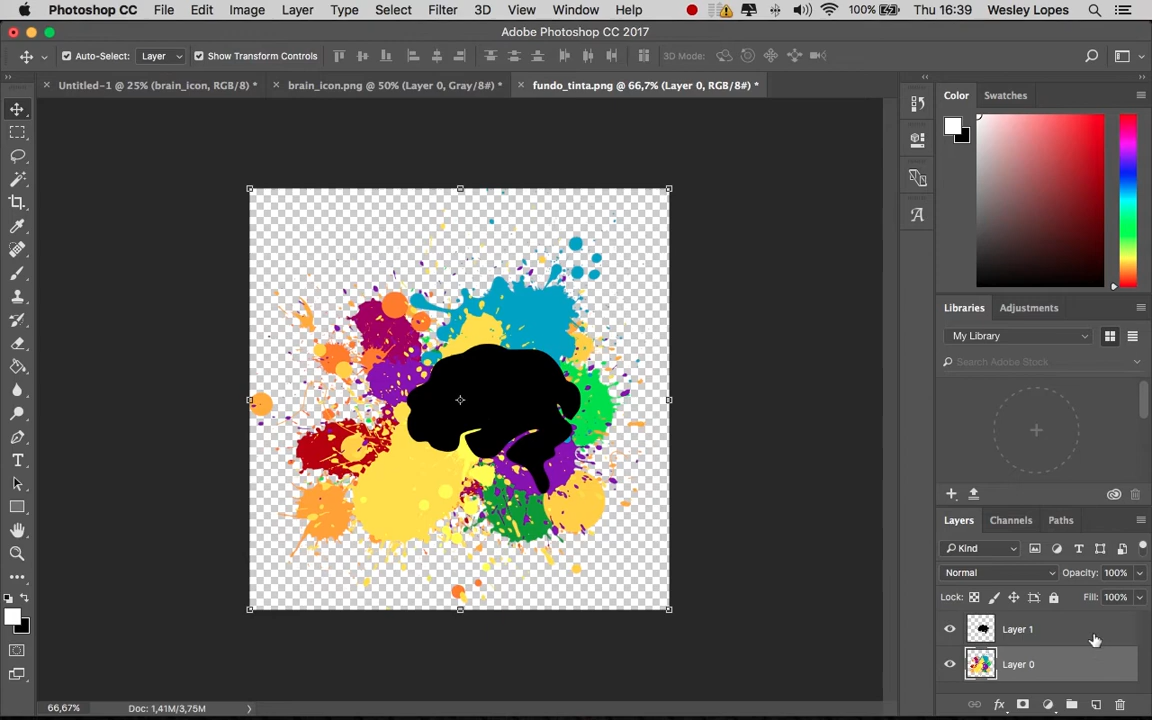 Photoshop CC File Edit Image Layer Type Select Filter 3D View Window Help 100% Thu 16:39 Wesley Lopes
Adobe Photoshop CC 2017
Auto-Select: Layer Show Transform Controls 3D Mode:
Untitled-1 @ 25% (brain_Icon, RGB/8) * brain_Icon.png @ 50% (Layer 0, Gray/8#) * fundo_tinta.png @ 66,7% (Layer 0, RGB/8#) *
Color Swatches
Libraries Adjustments
My Library
Search Adobe Stock
Layers Channels Paths
Kind
Normal Opacity: 100%
Lock: Fill: 100%
Layer 1
Layer 0
66,67% Doc: 1,41M/3,75M